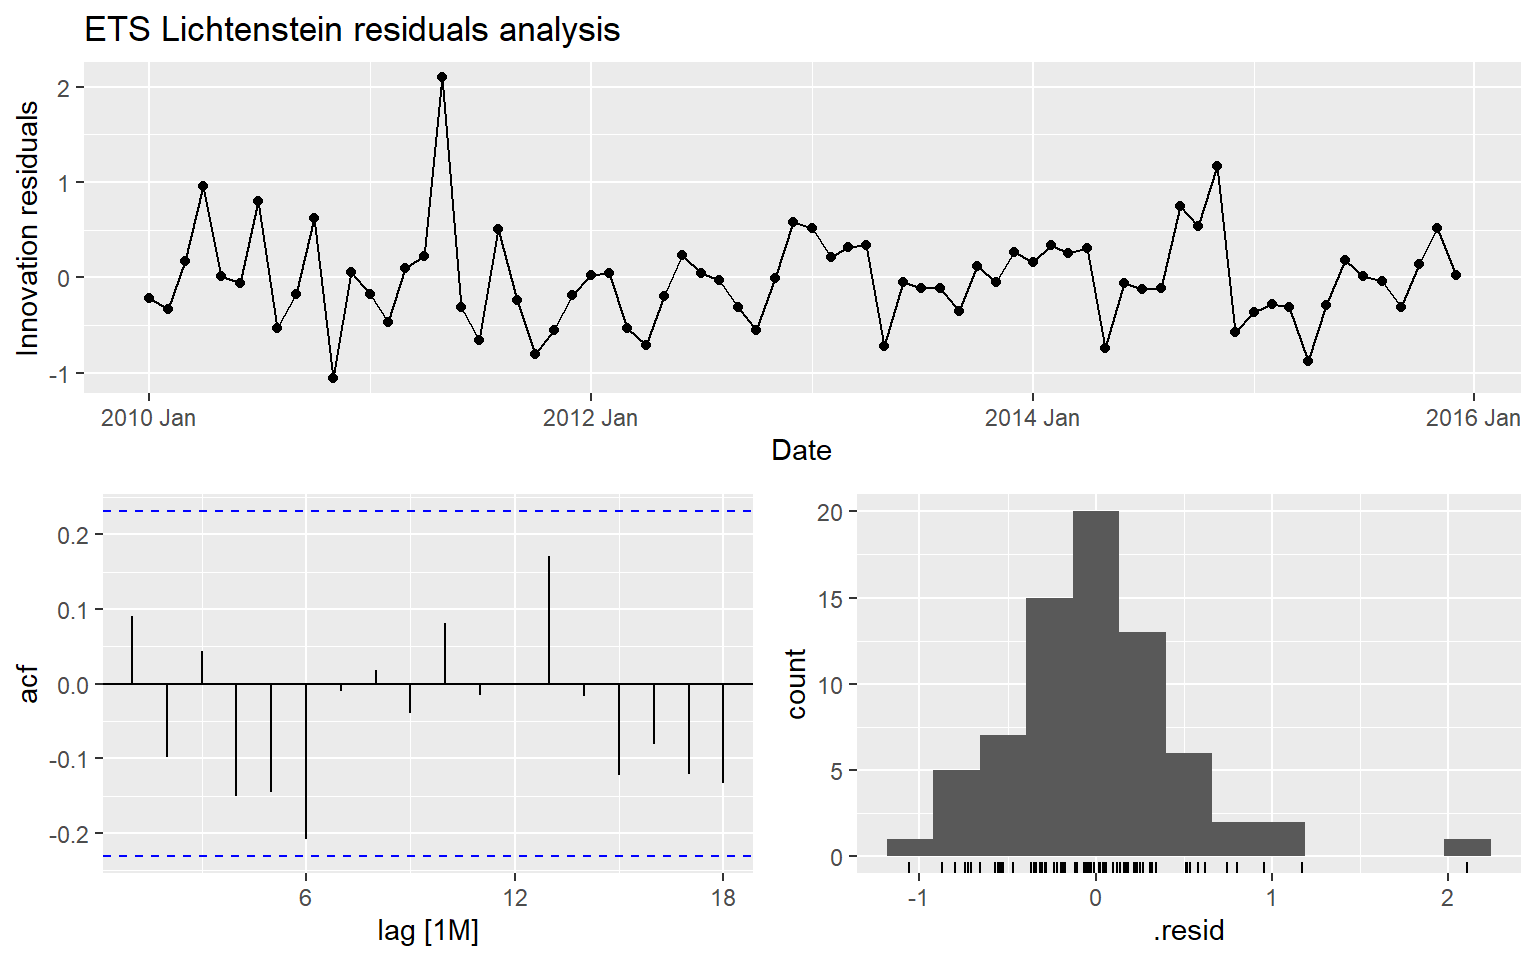 ETS Lichtenstein residuals analysis
Innovation residuals
2
1
0
-1
2010 Jan
2012 Jan
2014 Jan
2016 Jan
Date
acf
0.2
0.1
0.0
-0.1
-0.2
6
12
18
lag [1M]
count
20
15
10
5
0
-1
0
1
2
.resid